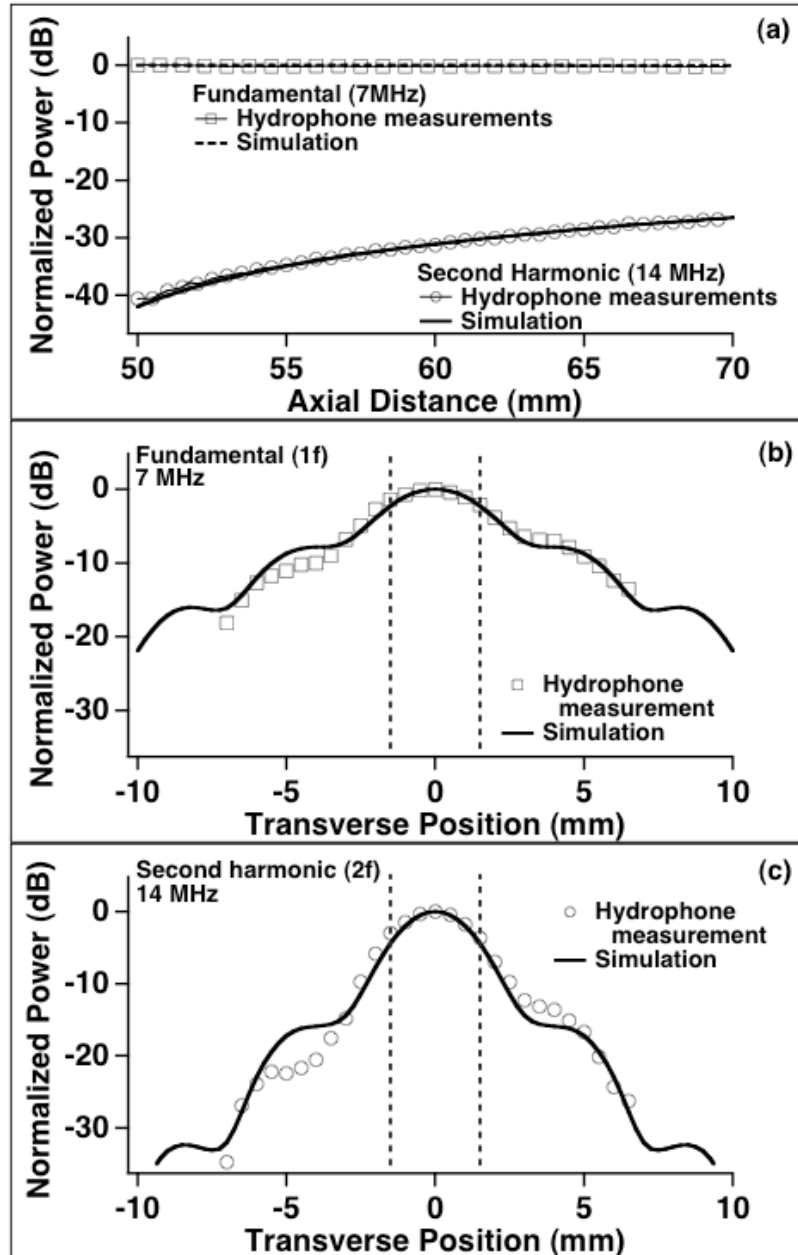 (a)
Normalized Power (dB)
0
-10
-20
-30
-40
Fundamental (7MHz)
Hydrophone measurements
Simulation
Second Harmonic (14 MHz)
Hydrophone measurements
Simulation
50
55
60
65
70
Axial Distance (mm)
(b)
Fundamental (1f)
7 MHz
Normalized Power (dB)
0
-10
-20
-30
Hydrophone
measurement
Simulation
-10
-5
0
5
10
Transverse Position (mm)
(c)
Second harmonic (2f)
14 MHz
Normalized Power (dB)
0
-10
-20
-30
Hydrophone
measurement
Simulation
-10
-5
0
5
10
Transverse Position (mm)